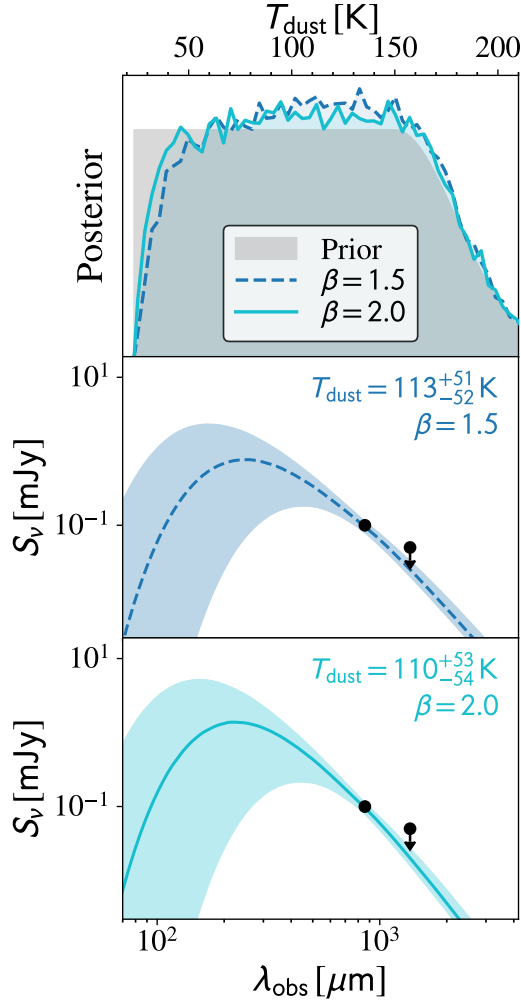 T_dust [K]
50 100 150 200
Posterior
Prior
β = 1.5
β = 2.0
10^1
T_dust = 113^{+51}_{−52} K
β = 1.5
S_ν [mJy]
10^{−1}
10^1
T_dust = 110^{+53}_{−54} K
β = 2.0
S_ν [mJy]
10^{−1}
10^2 10^3
λ_obs [μm]